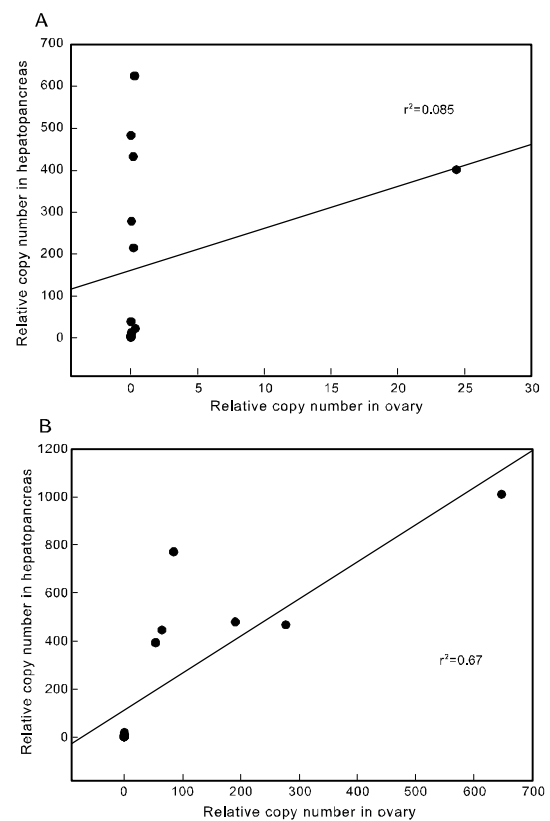 A
700
600
500
400
300
200
100
0
Relative copy number in hepatopancreas
r²=0.085
0 5 10 15 20 25 30
Relative copy number in ovary
B
1200
1000
800
600
400
200
0
Relative copy number in hepatopancreas
r²=0.67
0 100 200 300 400 500 600 700
Relative copy number in ovary